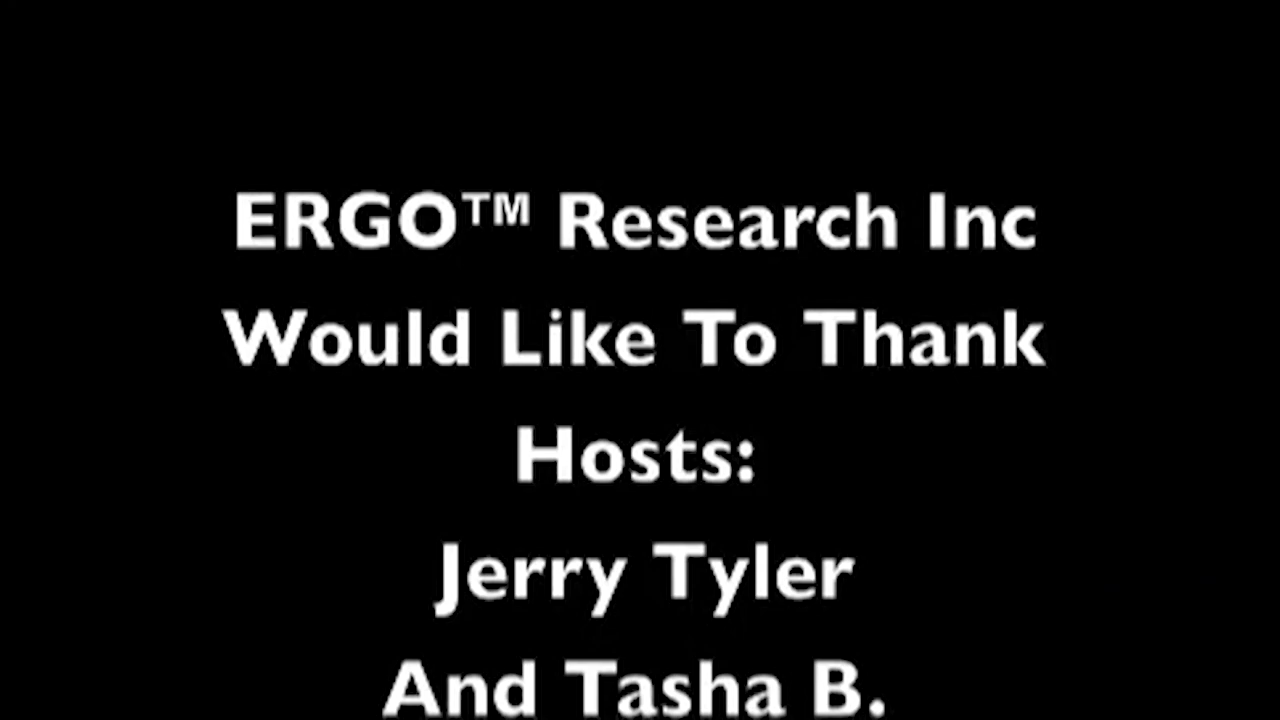 ERGO™ Research Inc
Would Like To Thank
Hosts:
Jerry Tyler
And Tasha B.